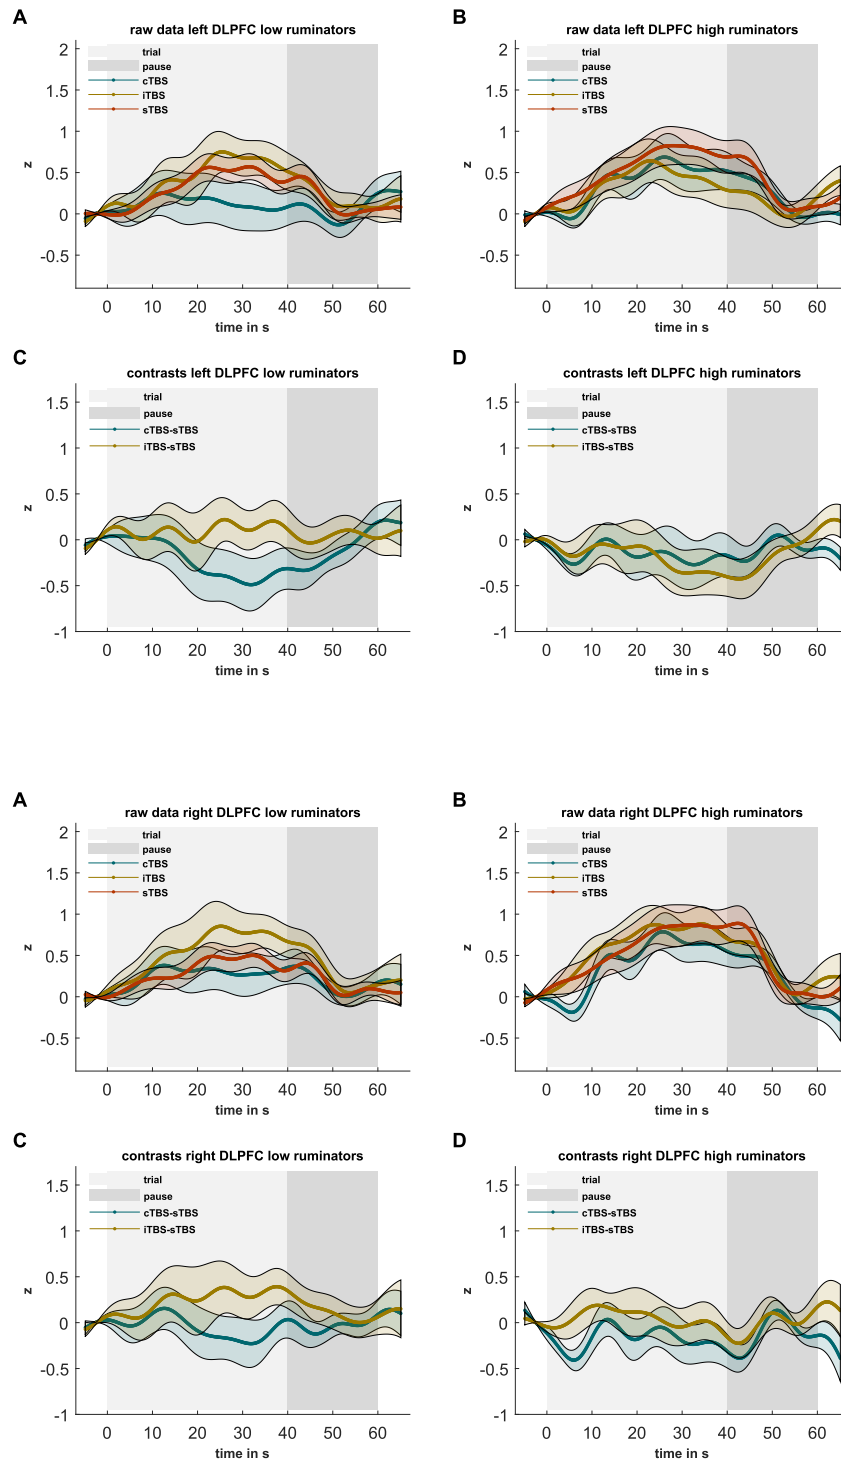 A
raw data left DLPFC low ruminators
2
1.5
1
0.5
0
-0.5
z
trial
pause
cTBS
iTBS
sTBS
0 10 20 30 40 50 60
time in s
B
raw data left DLPFC high ruminators
2
1.5
1
0.5
0
-0.5
z
trial
pause
cTBS
iTBS
sTBS
0 10 20 30 40 50 60
time in s
C
contrasts left DLPFC low ruminators
1.5
1
0.5
0
-0.5
-1
z
trial
pause
cTBS-sTBS
iTBS-sTBS
0 10 20 30 40 50 60
time in s
D
contrasts left DLPFC high ruminators
1.5
1
0.5
0
-0.5
-1
z
trial
pause
cTBS-sTBS
iTBS-sTBS
0 10 20 30 40 50 60
time in s
A
raw data right DLPFC low ruminators
2
1.5
1
0.5
0
-0.5
z
trial
pause
cTBS
iTBS
sTBS
0 10 20 30 40 50 60
time in s
B
raw data right DLPFC high ruminators
2
1.5
1
0.5
0
-0.5
z
trial
pause
cTBS
iTBS
sTBS
0 10 20 30 40 50 60
time in s
C
contrasts right DLPFC low ruminators
1.5
1
0.5
0
-0.5
-1
z
trial
pause
cTBS-sTBS
iTBS-sTBS
0 10 20 30 40 50 60
time in s
D
contrasts right DLPFC high ruminators
1.5
1
0.5
0
-0.5
-1
z
trial
pause
cTBS-sTBS
iTBS-sTBS
0 10 20 30 40 50 60
time in s